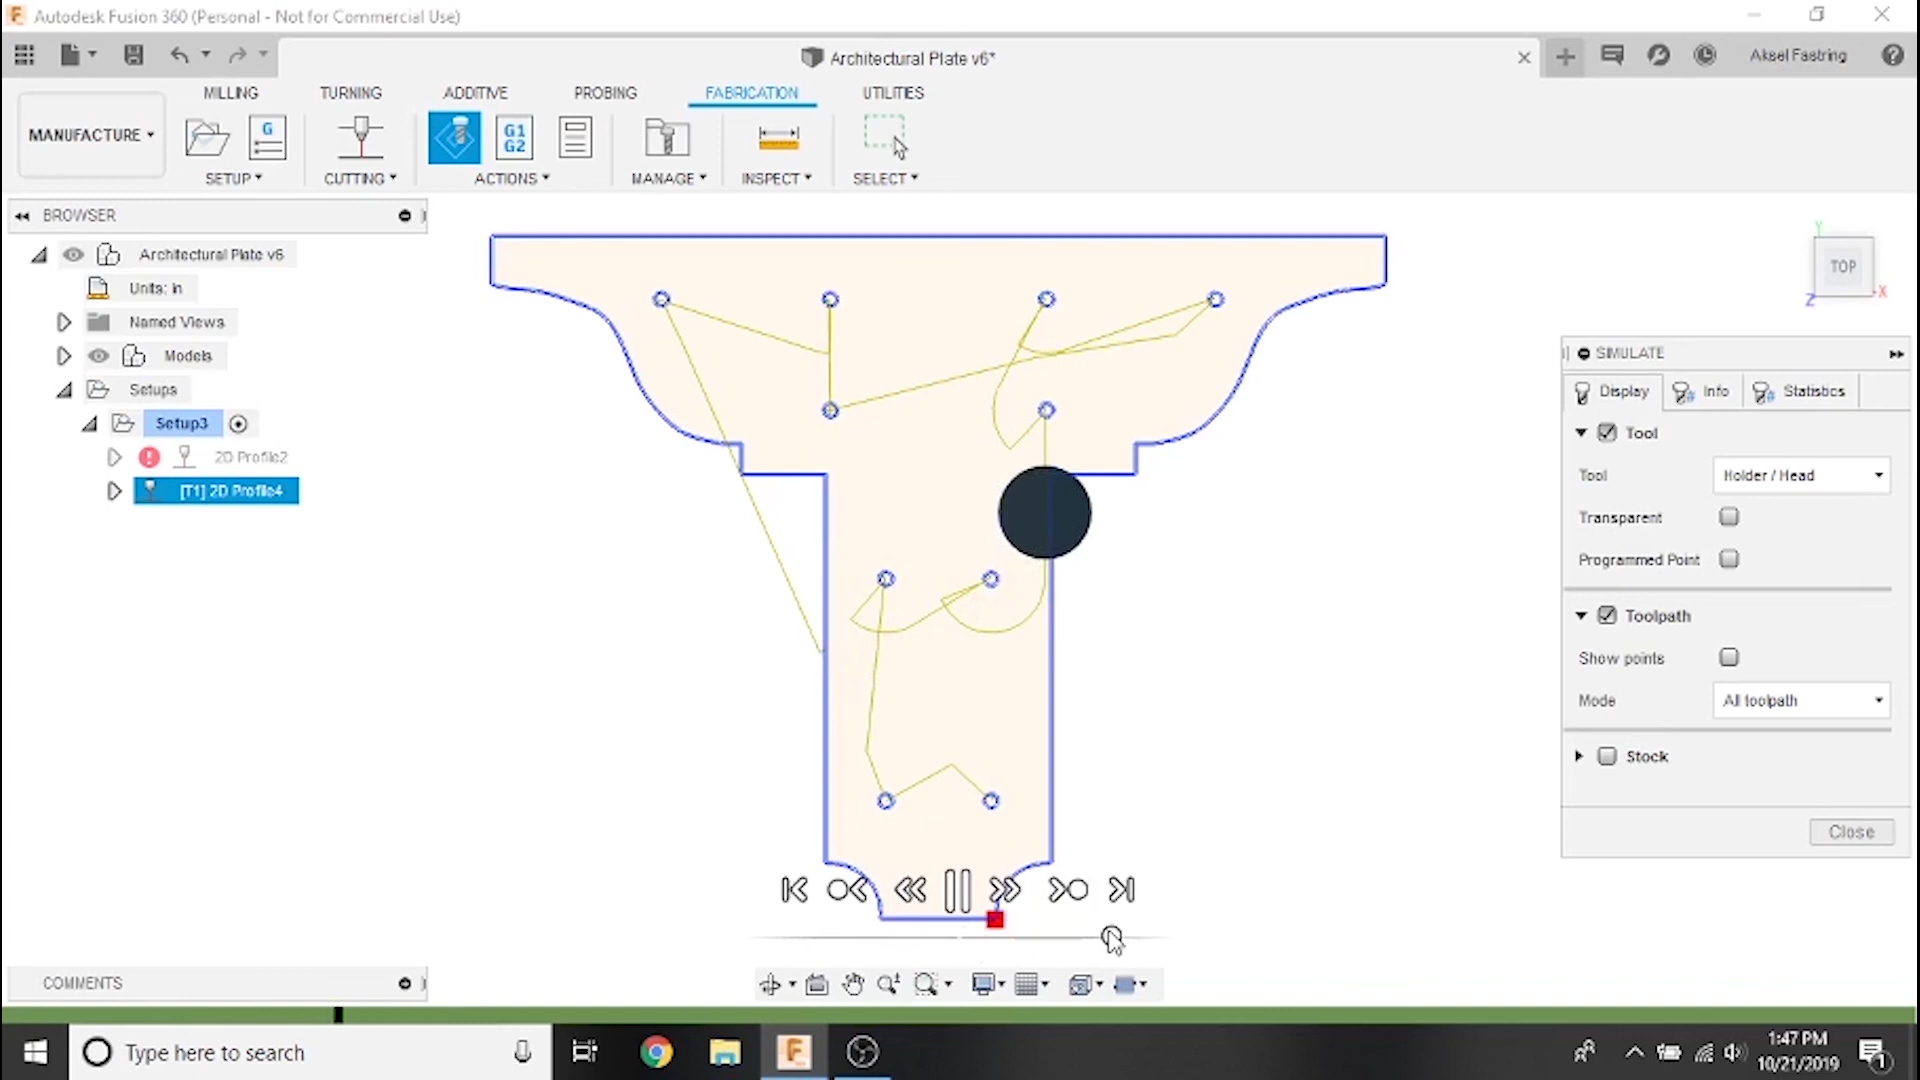 Autodesk Fusion 360 (Personal - Not for Commercial Use)
Architectural Plate v6*
Aksel Fastring
MILLING TURNING ADDITIVE PROBING FABRICATION UTILITIES
MANUFACTURE
G
G1
G2
SETUP CUTTING ACTIONS MANAGE INSPECT SELECT
BROWSER
Architectural Plate v6
Units: in
Named Views
Models
Setups
Setup3
2D Profile2
[T1] 2D Profile4
Y
TOP
Z
X
SIMULATE
Display Info Statistics
Tool
Tool Holder / Head
Transparent
Programmed Point
Toolpath
Show points
Mode All toolpath
Stock
Close
COMMENTS
Type here to search
1:47 PM
10/21/2019
1